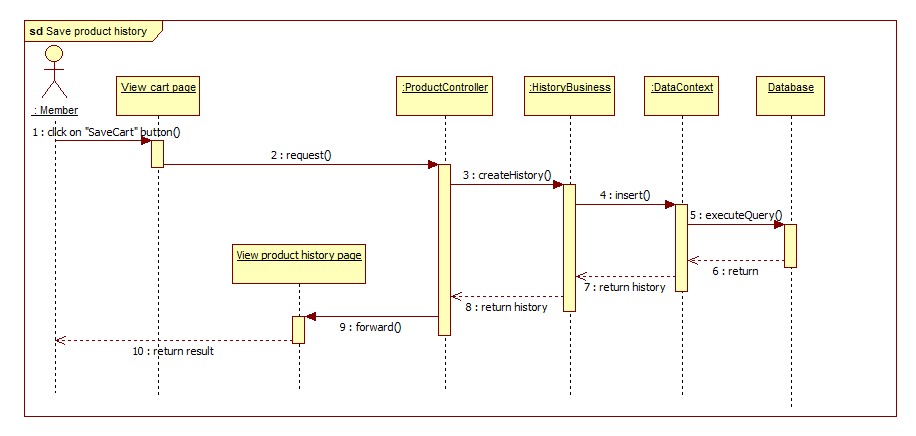 sd Save product history
: Member
View cart page
:ProductController
:HistoryBusiness
:DataContext
Database
1 : click on "SaveCart" button()
2 : request()
3 : createHistory()
4 : insert()
5 : executeQuery()
View product history page
6 : return
7 : return history
8 : return history
9 : forward()
10 : return result